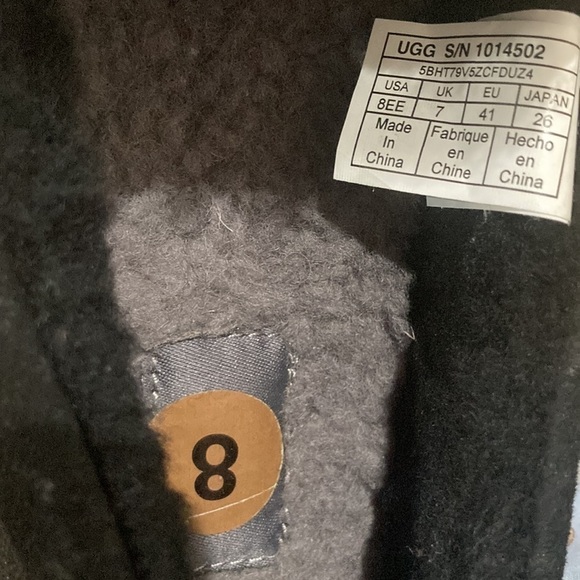 UGG S/N 1014502
5BHT79V5ZCFDUZ4
USA UK EU JAPAN
8EE 7 41 26
Made Fabrique Hecho
In en en
China Chine China
8